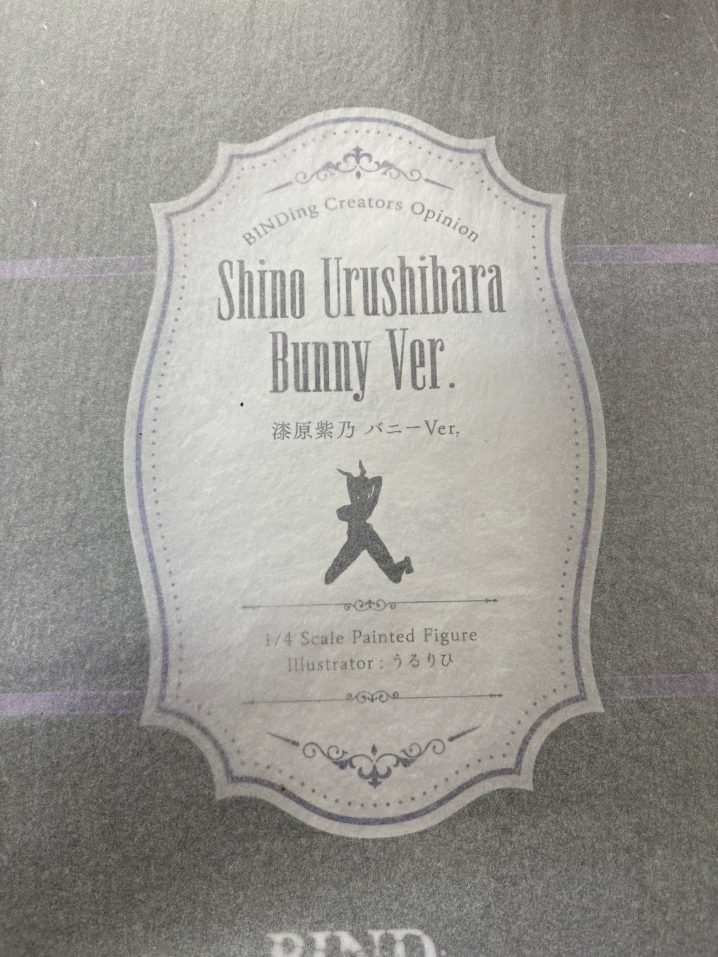 BINDing Creators Opinion
Shino Urushibara
Bunny Ver.
漆原紫乃 バニーVer.
1/4 Scale Painted Figure
Illustrator : うるりひ
BIND